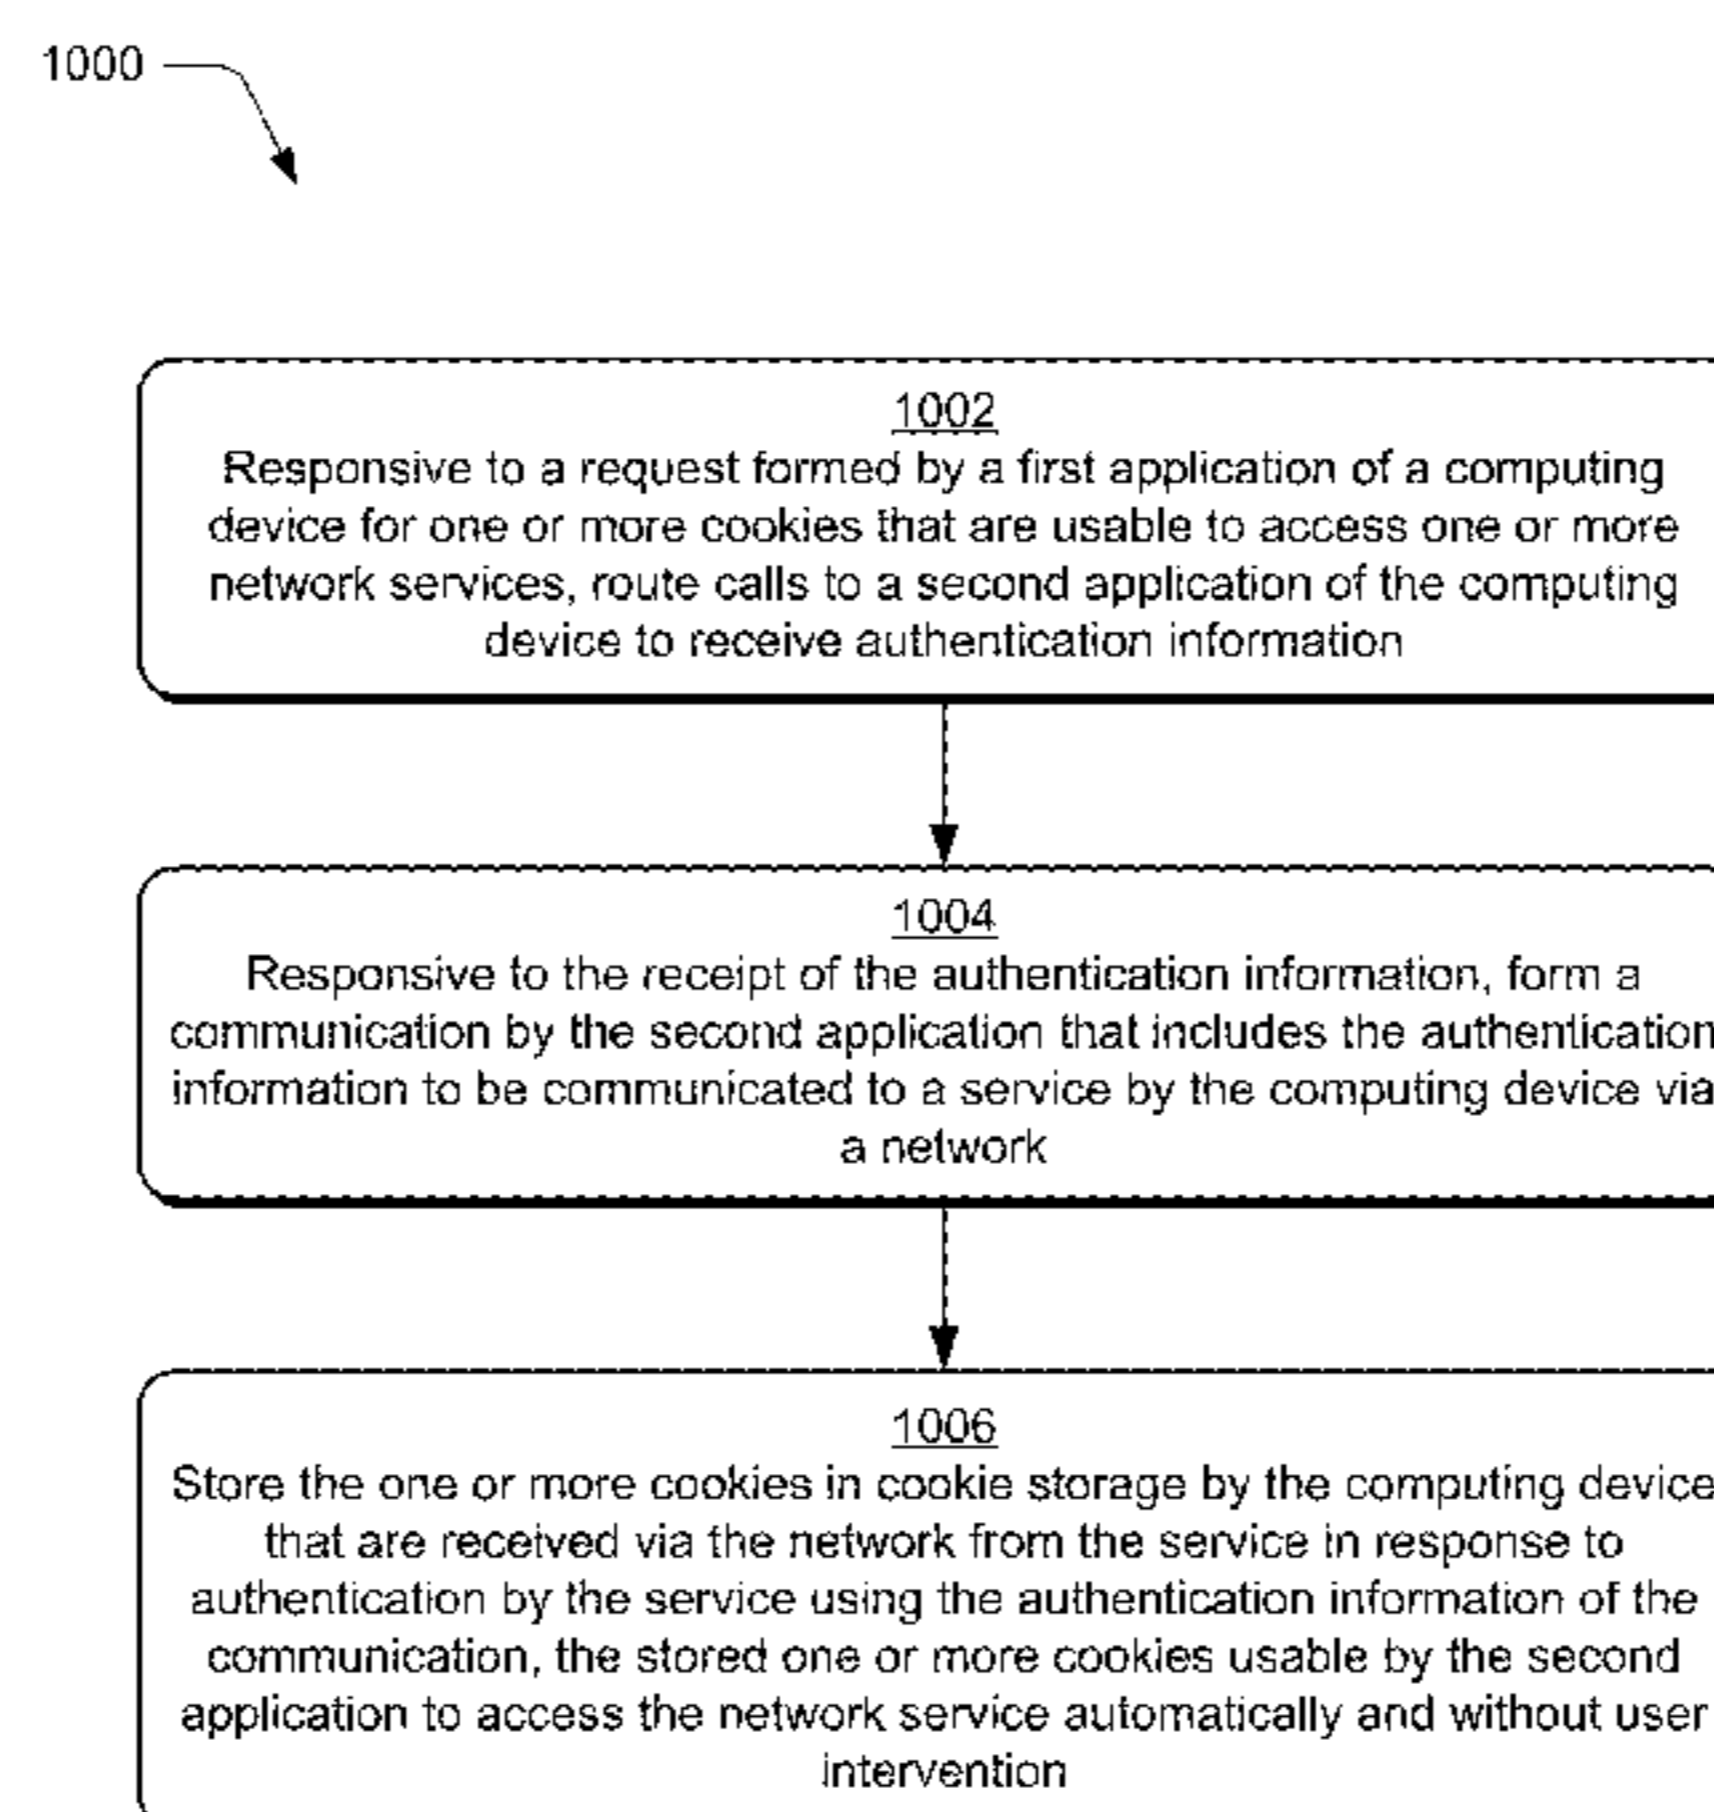 1000
1002
Responsive to a request formed by a first application of a computing
device for one or more cookies that are usable to access one or more
network services, route calls to a second application of the computing
device to receive authentication information
1004
Responsive to the receipt of the authentication information, form a
communication by the second application that includes the authentication
information to be communicated to a service by the computing device via
a network
1006
Store the one or more cookies in cookie storage by the computing device
that are received via the network from the service in response to
authentication by the service using the authentication information of the
communication, the stored one or more cookies usable by the second
application to access the network service automatically and without user
intervention